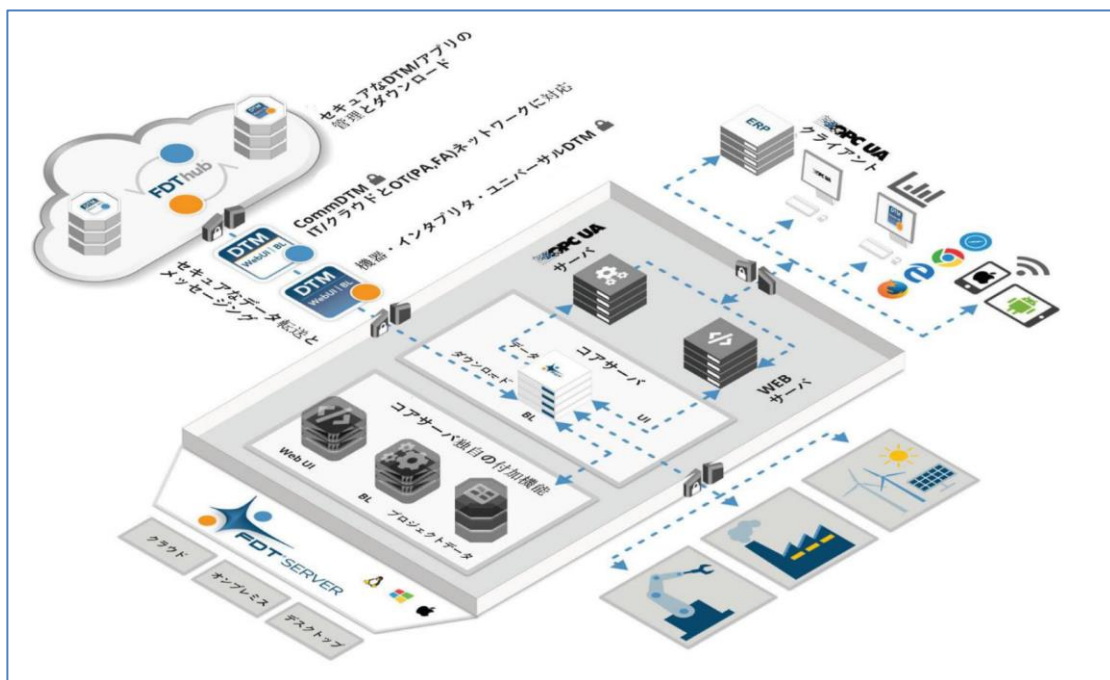 セキュアなDTM/アプリの
管理とダウンロード
FDThub
CommDTM
IT/クラウドとOT(PA,FA)ネットワークに対応
機器・インタプリタ・ユニバーサルDTM
DTM
WebUI | BL
DTM
WebUI | BL
セキュアなデータ転送と
メッセージング
ERP
OPC UA
クライアント
OPC UA
サーバ
WEB
サーバ
コアサーバ
データ
ダウンロード
BL
UI
コアサーバ独自の付加機能
Web UI
BL
プロジェクトデータ
FDT SERVER
クラウド
オンプレミス
デスクトップ